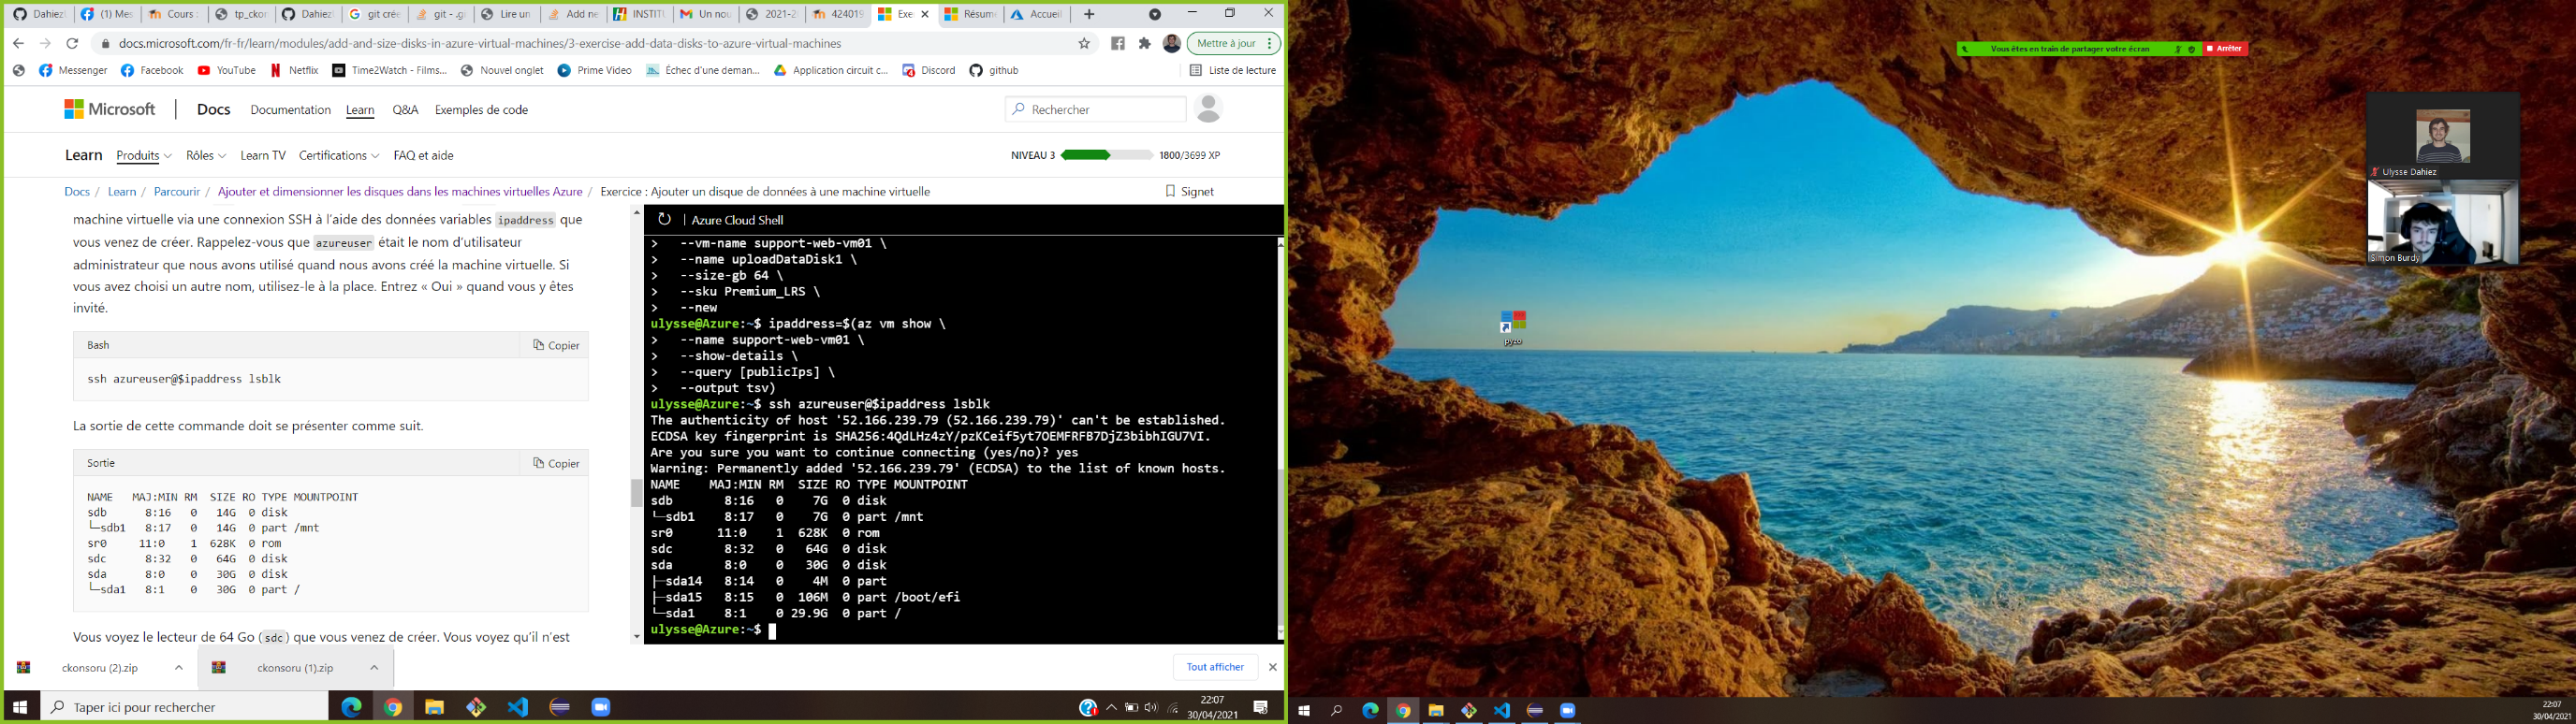 Dahiez
(1) Mes
Cours :
tp_ckor
Dahiez
git crée
git - .gi
Lire un
Add ne
INSTITU
Un nou
2021-2
424019
Exe
Résum
Accueil
docs.microsoft.com/fr-fr/learn/modules/add-and-size-disks-in-azure-virtual-machines/3-exercise-add-data-disks-to-azure-virtual-machines
Mettre à jour
Messenger
Facebook
YouTube
Netflix
Time2Watch - Films...
Nouvel onglet
Prime Video
Échec d'une deman...
Application circuit c...
Discord
github
Liste de lecture
Microsoft
Docs
Documentation
Learn
Q&A
Exemples de code
Rechercher
Learn
Produits
Rôles
Learn TV
Certifications
FAQ et aide
NIVEAU 3
1800/3699 XP
Docs / Learn / Parcourir / Ajouter et dimensionner les disques dans les machines virtuelles Azure / Exercice : Ajouter un disque de données à une machine virtuelle
Signet
machine virtuelle via une connexion SSH à l'aide des données variables ipaddress que
vous venez de créer. Rappelez-vous que azureuser était le nom d'utilisateur
administrateur que nous avons utilisé quand nous avons créé la machine virtuelle. Si
vous avez choisi un autre nom, utilisez-le à la place. Entrez « Oui » quand vous y êtes
invité.
Bash
Copier
ssh azureuser@$ipaddress lsblk
La sortie de cette commande doit se présenter comme suit.
Sortie
Copier
NAME MAJ:MIN RM SIZE RO TYPE MOUNTPOINT
sdb 8:16 0 14G 0 disk
└─sdb1 8:17 0 14G 0 part /mnt
sr0 11:0 1 628K 0 rom
sdc 8:32 0 64G 0 disk
sda 8:0 0 30G 0 disk
└─sda1 8:1 0 30G 0 part /
Vous voyez le lecteur de 64 Go (sdc) que vous venez de créer. Vous voyez qu'il n'est
Azure Cloud Shell
> --vm-name support-web-vm01 \
> --name uploadDataDisk1 \
> --size-gb 64 \
> --sku Premium_LRS \
> --new
ulysse@Azure:~$ ipaddress=$(az vm show \
> --name support-web-vm01 \
> --show-details \
> --query [publicIps] \
> --output tsv)
ulysse@Azure:~$ ssh azureuser@$ipaddress lsblk
The authenticity of host '52.166.239.79 (52.166.239.79)' can't be established.
ECDSA key fingerprint is SHA256:4QdLHz4zY/pzKCeif5yt7OEMFRFB7DjZ3bibhIGU7VI.
Are you sure you want to continue connecting (yes/no)? yes
Warning: Permanently added '52.166.239.79' (ECDSA) to the list of known hosts.
NAME MAJ:MIN RM SIZE RO TYPE MOUNTPOINT
sdb 8:16 0 7G 0 disk
└─sdb1 8:17 0 7G 0 part /mnt
sr0 11:0 1 628K 0 rom
sdc 8:32 0 64G 0 disk
sda 8:0 0 30G 0 disk
├─sda14 8:14 0 4M 0 part
├─sda15 8:15 0 106M 0 part /boot/efi
└─sda1 8:1 0 29.9G 0 part /
ulysse@Azure:~$
ckonsoru (2).zip
ckonsoru (1).zip
Tout afficher
Taper ici pour rechercher
22:07
30/04/2021
Vous êtes en train de partager votre écran
Arrêter
Ulysse Dahiez
Simon Burdy
pyzo
22:07
30/04/2021